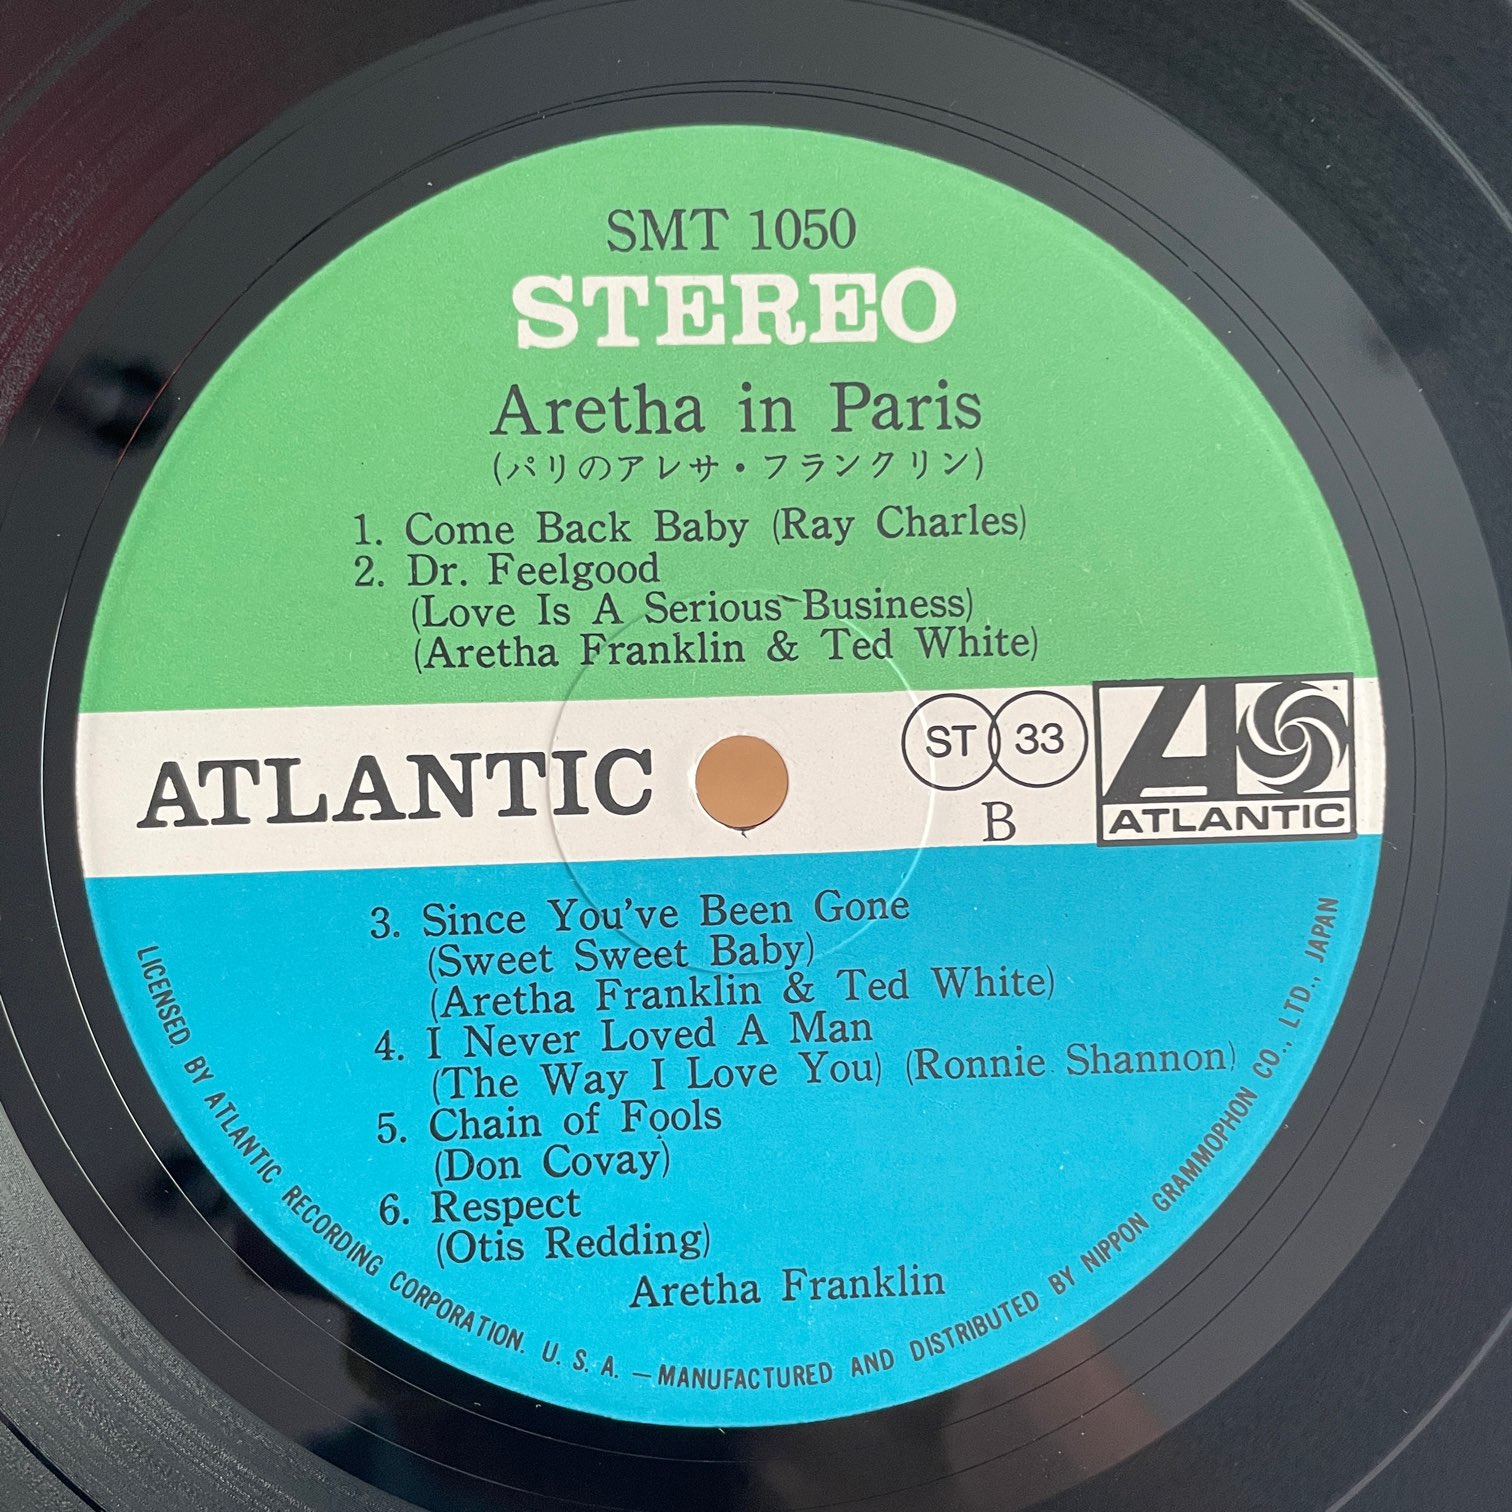 SMT 1050
STEREO
Aretha in Paris
(パリのアレサ・フランクリン)
1. Come Back Baby (Ray Charles)
2. Dr. Feelgood
(Love Is A Serious Business)
(Aretha Franklin & Ted White)
ATLANTIC
ST 33
B
ATLANTIC
3. Since You've Been Gone
(Sweet Sweet Baby)
(Aretha Franklin & Ted White)
4. I Never Loved A Man
(The Way I Love You) (Ronnie Shannon)
5. Chain of Fools
(Don Covay)
6. Respect
(Otis Redding)
Aretha Franklin
LICENSED BY ATLANTIC RECORDING CORPORATION. U. S. A. — MANUFACTURED AND DISTRIBUTED BY NIPPON GRAMMOPHON CO., LTD., JAPAN